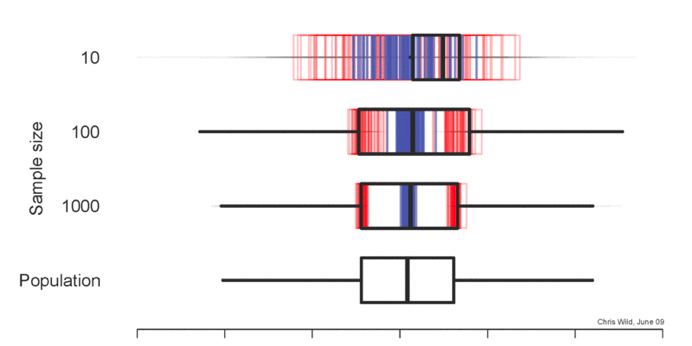 10
100
Sample size
1000
Population
Chris Wild, June 09